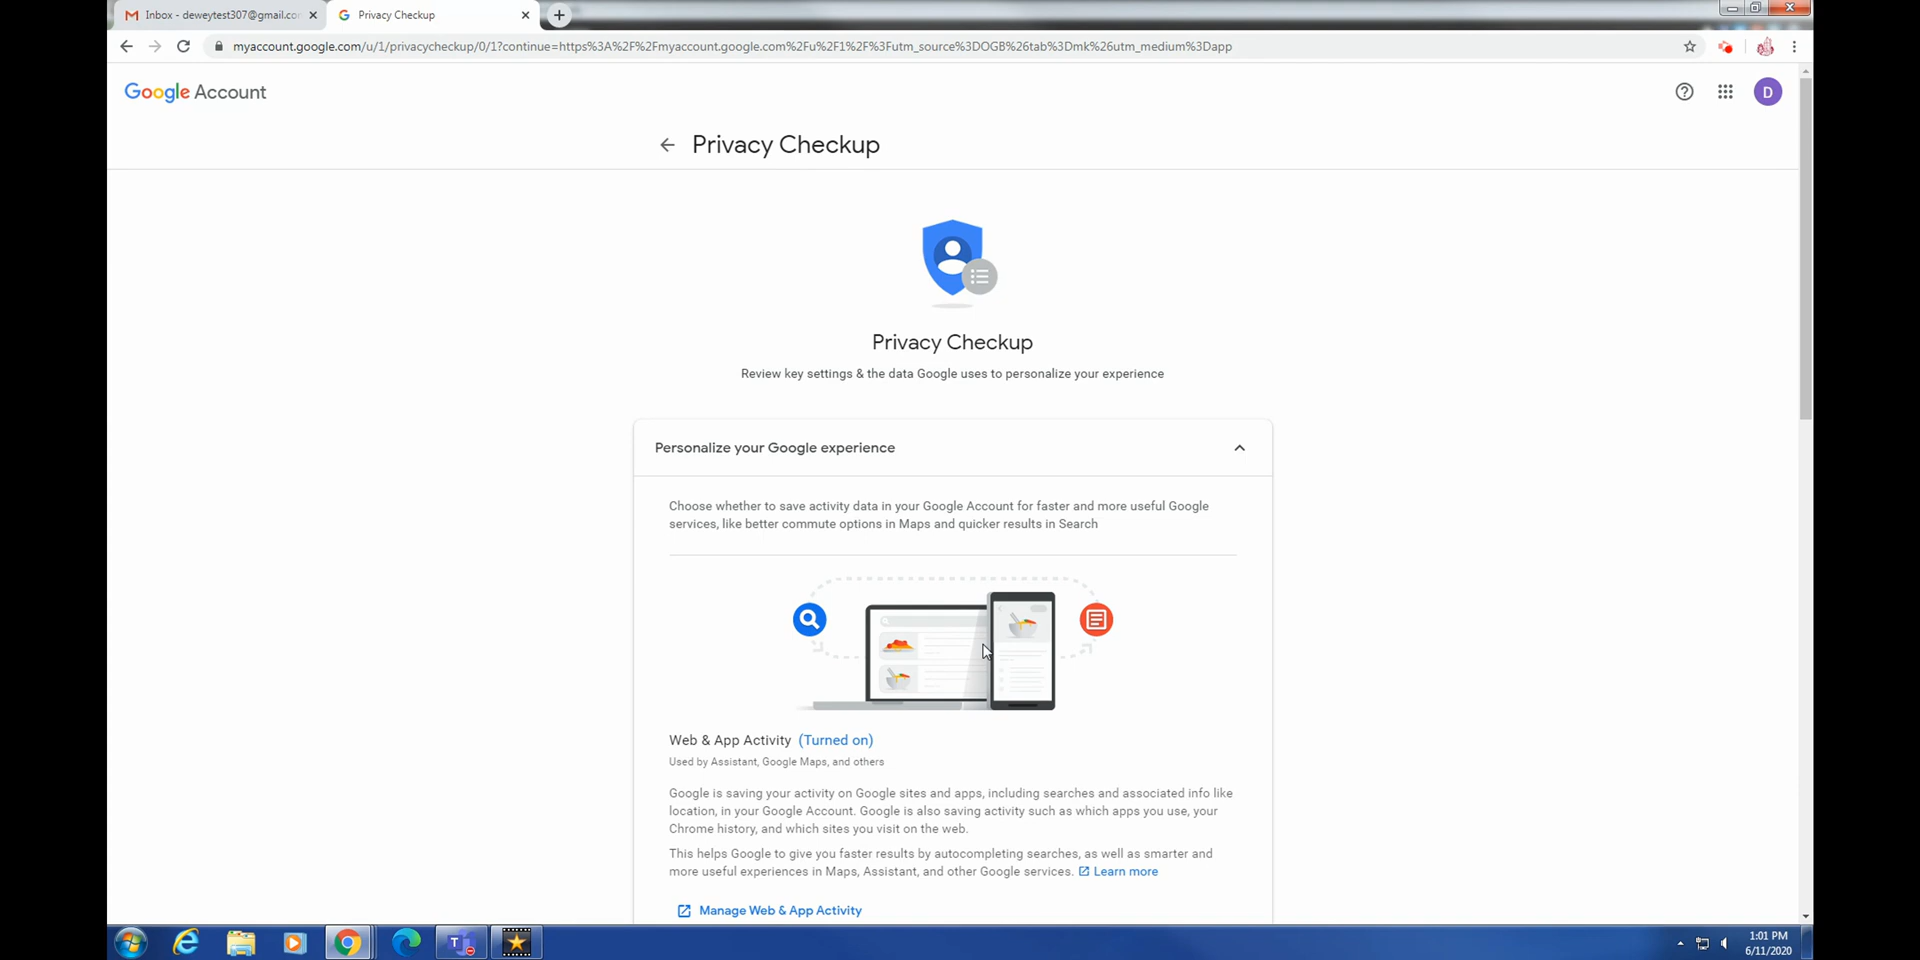 Inbox - deweytest307@gmail.co
Privacy Checkup
myaccount.google.com/u/1/privacycheckup/0/1?continue=https%3A%2F%2Fmyaccount.google.com%2Fu%2F1%2F%3Futm_source%3DOGB%26tab%3Dmk%26utm_medium%3Dapp
Google Account
D
Privacy Checkup
Privacy Checkup
Review key settings & the data Google uses to personalize your experience
Personalize your Google experience
Choose whether to save activity data in your Google Account for faster and more useful Google
services, like better commute options in Maps and quicker results in Search
Web & App Activity (Turned on)
Used by Assistant, Google Maps, and others
Google is saving your activity on Google sites and apps, including searches and associated info like
location, in your Google Account. Google is also saving activity such as which apps you use, your
Chrome history, and which sites you visit on the web.
This helps Google to give you faster results by autocompleting searches, as well as smarter and
more useful experiences in Maps, Assistant, and other Google services. Learn more
Manage Web & App Activity
1:01 PM
6/11/2020